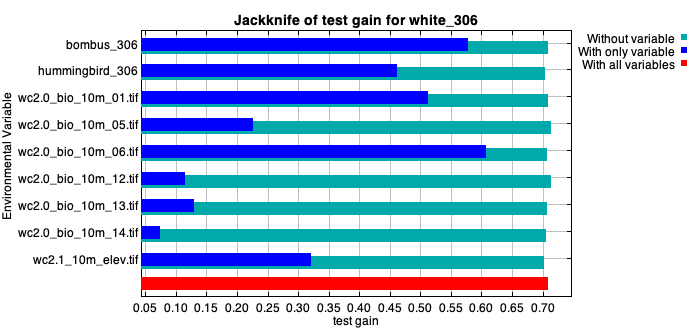 Jackknife of test gain for white_306
Without variable
With only variable
With all variables
Environmental Variable
bombus_306
hummingbird_306
wc2.0_bio_10m_01.tif
wc2.0_bio_10m_05.tif
wc2.0_bio_10m_06.tif
wc2.0_bio_10m_12.tif
wc2.0_bio_10m_13.tif
wc2.0_bio_10m_14.tif
wc2.1_10m_elev.tif
0.05 0.10 0.15 0.20 0.25 0.30 0.35 0.40 0.45 0.50 0.55 0.60 0.65 0.70
test gain